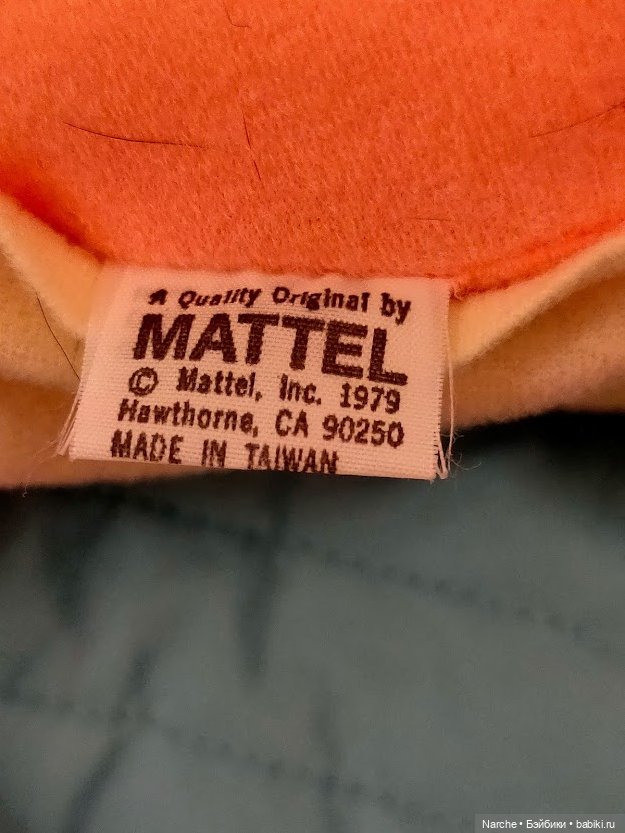 A Quality Original by
MATTEL
© Mattel, Inc. 1979
Hawthorne, CA 90250
MADE IN TAIWAN
Narche • Бэйбики • babiki.ru